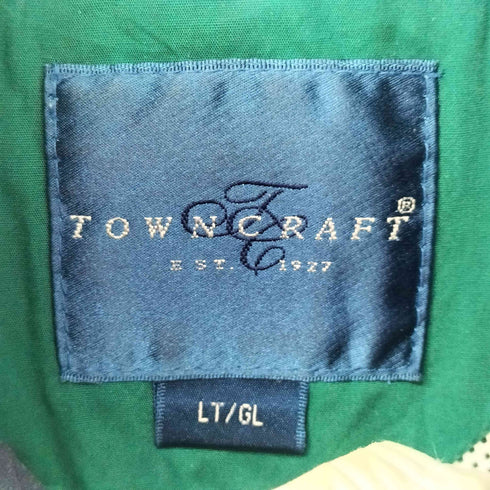 TC
TOWNCRAFT®
EST. 1927
LT/GL